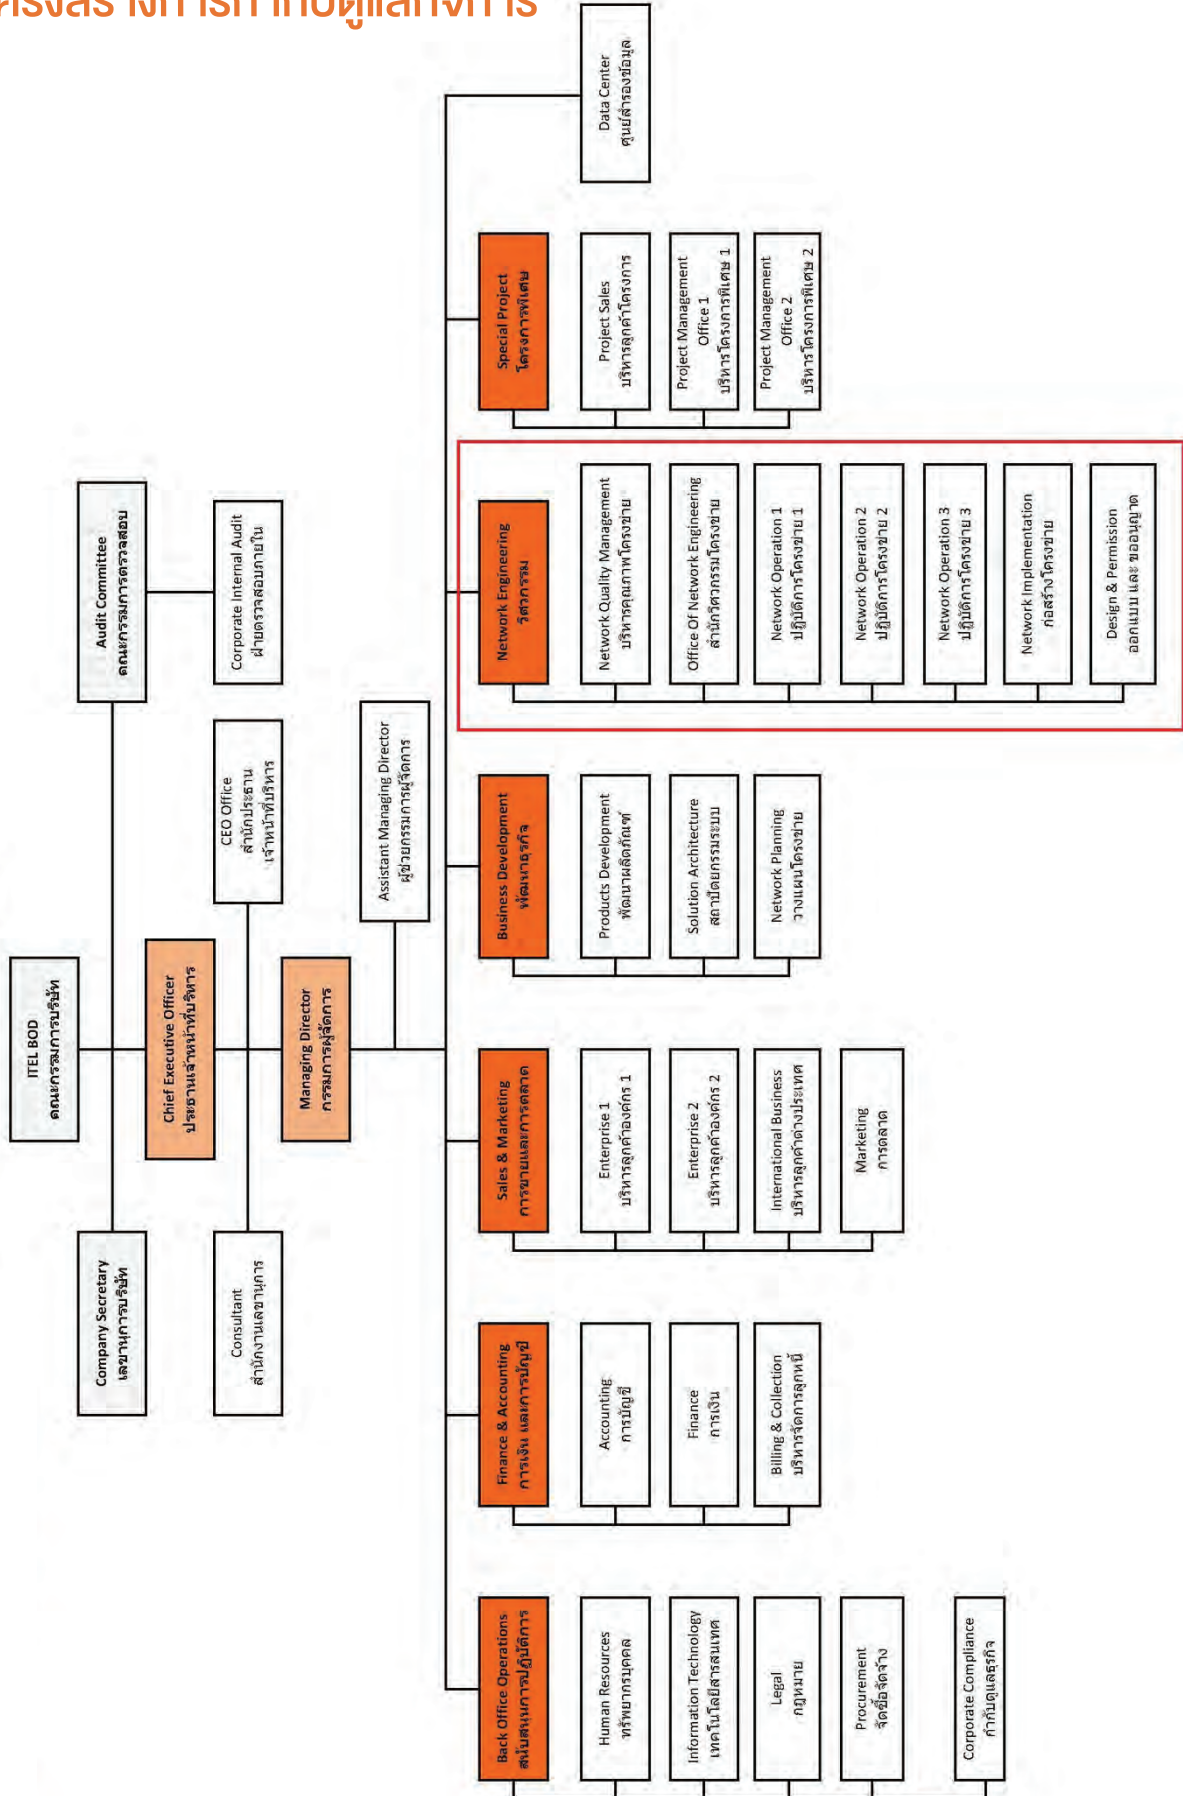 โครงสร้างการกำกับดูแลกิจการ
ITEL BOD
คณะกรรมการบริษัท
Company Secretary
เลขานุการบริษัท
Audit Committee
คณะกรรมการตรวจสอบ
Chief Executive Officer
ประธานเจ้าหน้าที่บริหาร
Consultant
สำนักงานเลขานุการ
CEO Office
สำนักประธาน
เจ้าหน้าที่บริหาร
Corporate Internal Audit
ฝ่ายตรวจสอบภายใน
Managing Director
กรรมการผู้จัดการ
Assistant Managing Director
ผู้ช่วยกรรมการผู้จัดการ
Back Office Operations
สนับสนุนการปฏิบัติการ
Human Resources
ทรัพยากรบุคคล
Information Technology
เทคโนโลยีสารสนเทศ
Legal
กฎหมาย
Procurement
จัดซื้อจัดจ้าง
Corporate Compliance
กำกับดูแลธุรกิจ
Finance & Accounting
การเงิน และการบัญชี
Accounting
การบัญชี
Finance
การเงิน
Billing & Collection
บริหารจัดการลูกหนี้
Sales & Marketing
การขายและการตลาด
Enterprise 1
บริหารลูกค้าองค์กร 1
Enterprise 2
บริหารลูกค้าองค์กร 2
International Business
บริหารลูกค้าต่างประเทศ
Marketing
การตลาด
Business Development
พัฒนาธุรกิจ
Products Development
พัฒนาผลิตภัณฑ์
Solution Architecture
สถาปัตยกรรมระบบ
Network Planning
วางแผนโครงข่าย
Network Engineering
วิศวกรรม
Network Quality Management
บริหารคุณภาพโครงข่าย
Office Of Network Engineering
สำนักวิศวกรรมโครงข่าย
Network Operation 1
ปฏิบัติการโครงข่าย 1
Network Operation 2
ปฏิบัติการโครงข่าย 2
Network Operation 3
ปฏิบัติการโครงข่าย 3
Network Implementation
ก่อสร้างโครงข่าย
Design & Permission
ออกแบบ และ ขออนุญาต
Special Project
โครงการพิเศษ
Project Sales
บริหารลูกค้าโครงการ
Project Management
Office 1
บริหารโครงการพิเศษ 1
Project Management
Office 2
บริหารโครงการพิเศษ 2
Data Center
ศูนย์สำรองข้อมูล